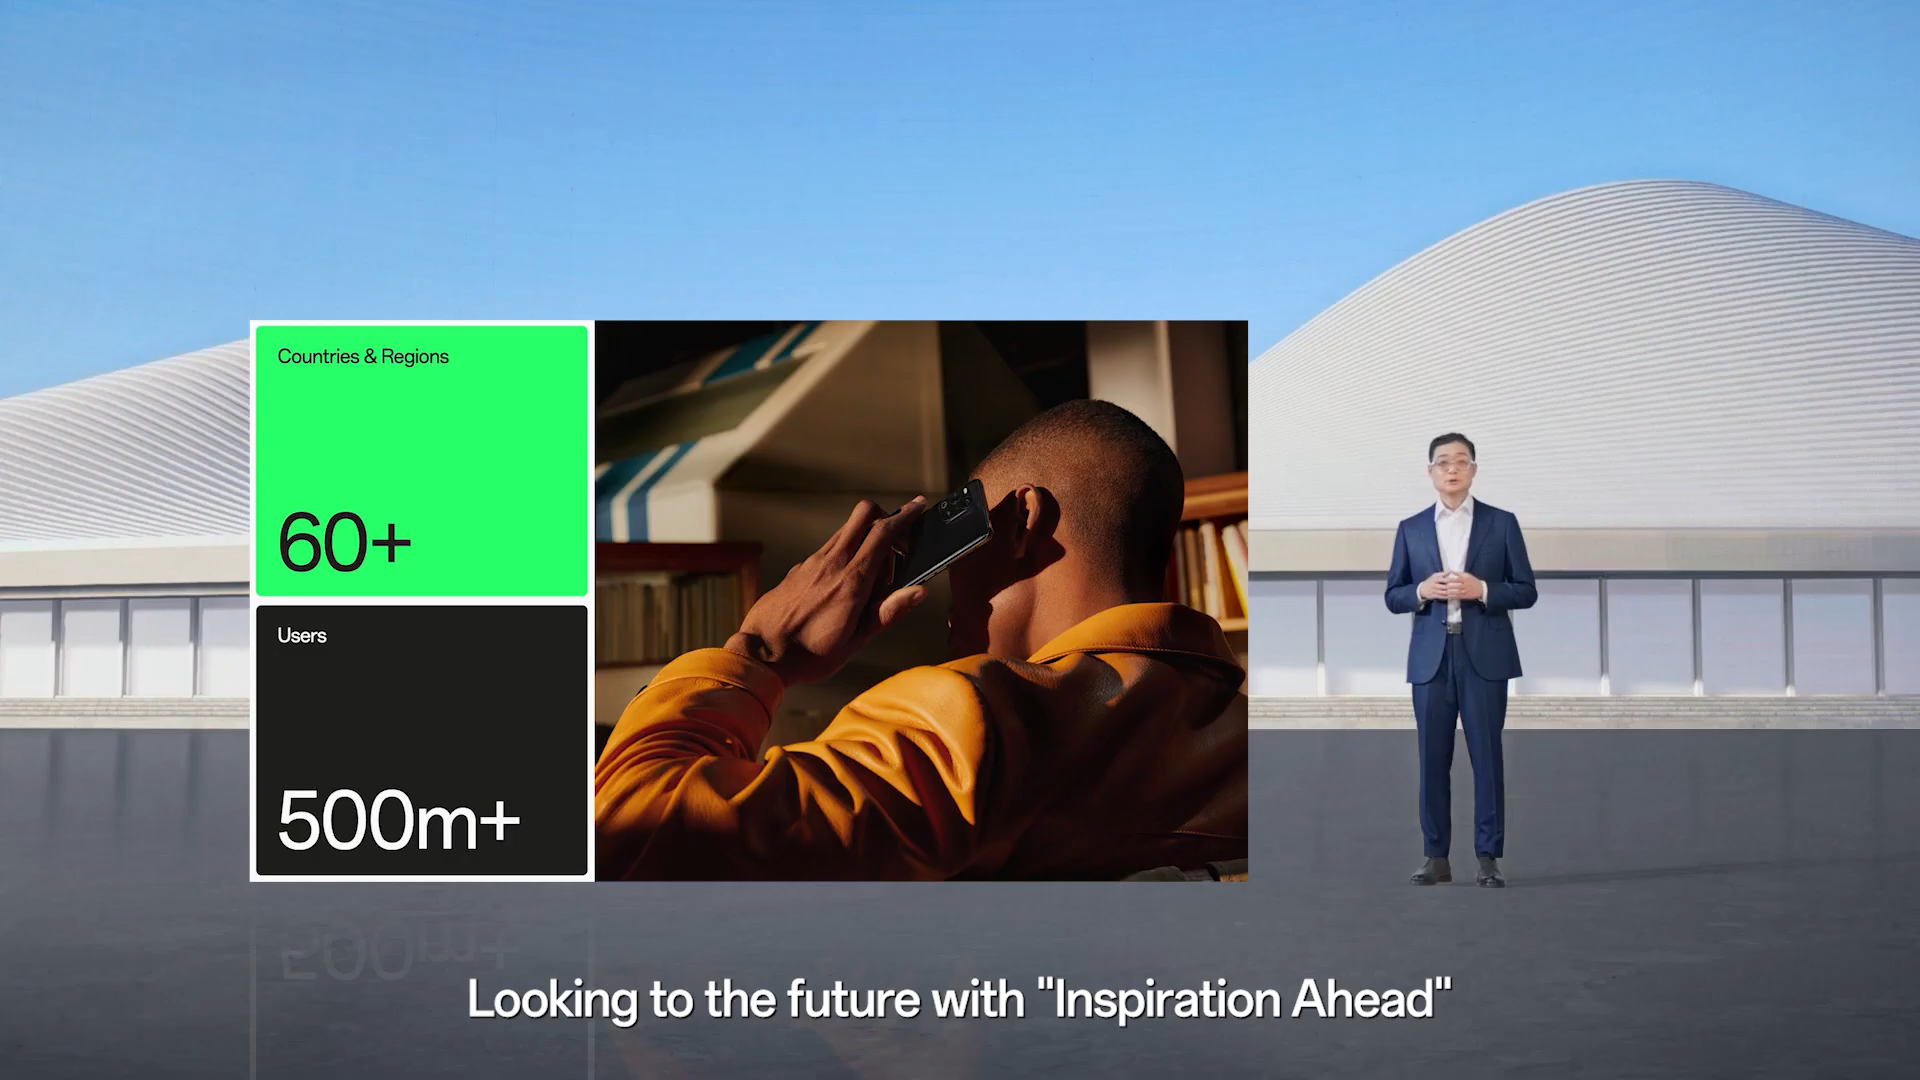 Countries & Regions
60+
Users
500m+
Looking to the future with "Inspiration Ahead"